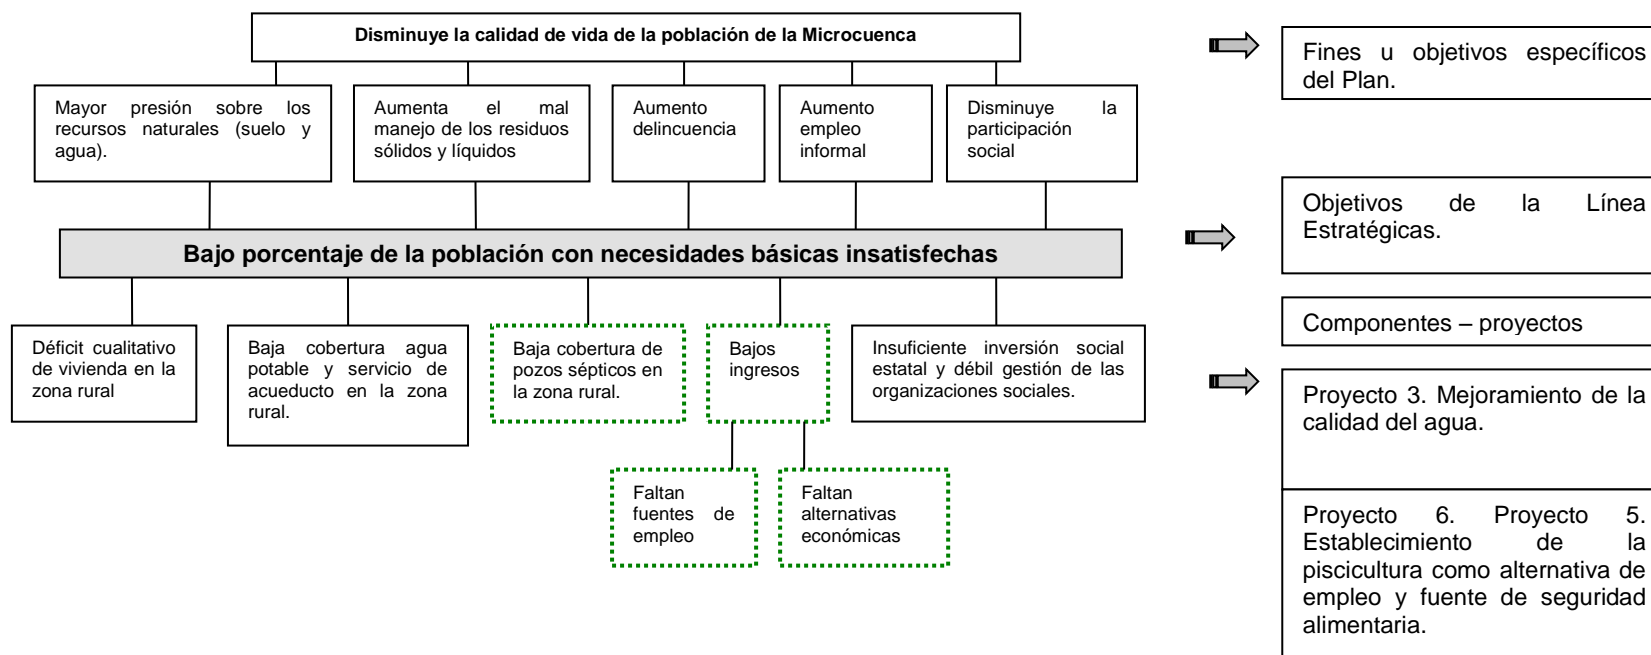 Disminuye la calidad de vida de la población de la Microcuenca
Mayor presión sobre los
recursos naturales (suelo y
agua).
Aumenta el mal
manejo de los residuos
sólidos y líquidos
Aumento
delincuencia
Aumento
empleo
informal
Disminuye la
participación
social
Bajo porcentaje de la población con necesidades básicas insatisfechas
Déficit cualitativo
de vivienda en la
zona rural
Baja cobertura agua
potable y servicio de
acueducto en la zona
rural.
Baja cobertura de
pozos sépticos en
la zona rural.
Bajos
ingresos
Insuficiente inversión social
estatal y débil gestión de las
organizaciones sociales.
Faltan
fuentes de
empleo
Faltan
alternativas
económicas
Fines u objetivos específicos
del Plan.
Objetivos de la Línea
Estratégicas.
Componentes – proyectos
Proyecto 3. Mejoramiento de la
calidad del agua.
Proyecto 6. Proyecto 5.
Establecimiento de la
piscicultura como alternativa de
empleo y fuente de seguridad
alimentaria.